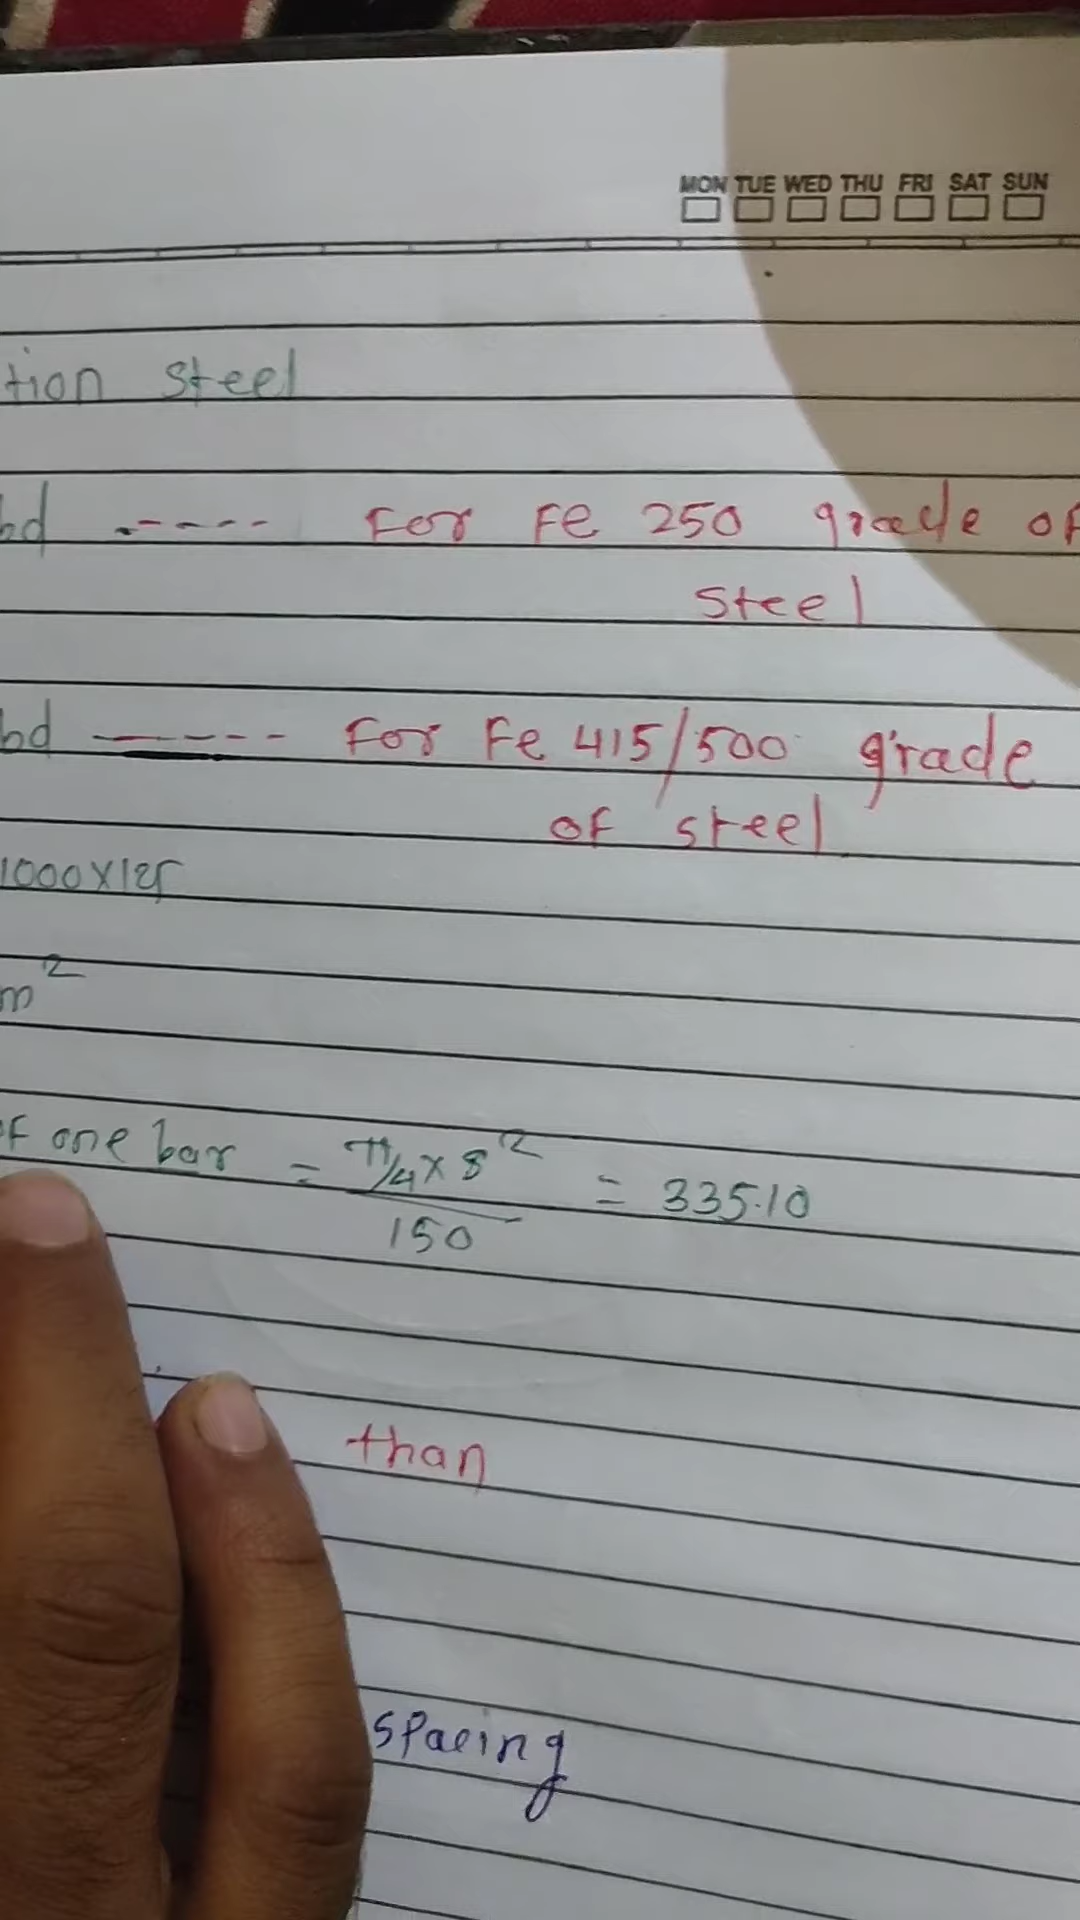 MON TUE WED THU FRI SAT SUN
tion steel
bd ----- For Fe 250 grade of
steel
bd ----- For Fe 415/500 grade
of steel
1000x125
m²
of one bar = π/4 x 8² / 150 = 335.10
than
spacing